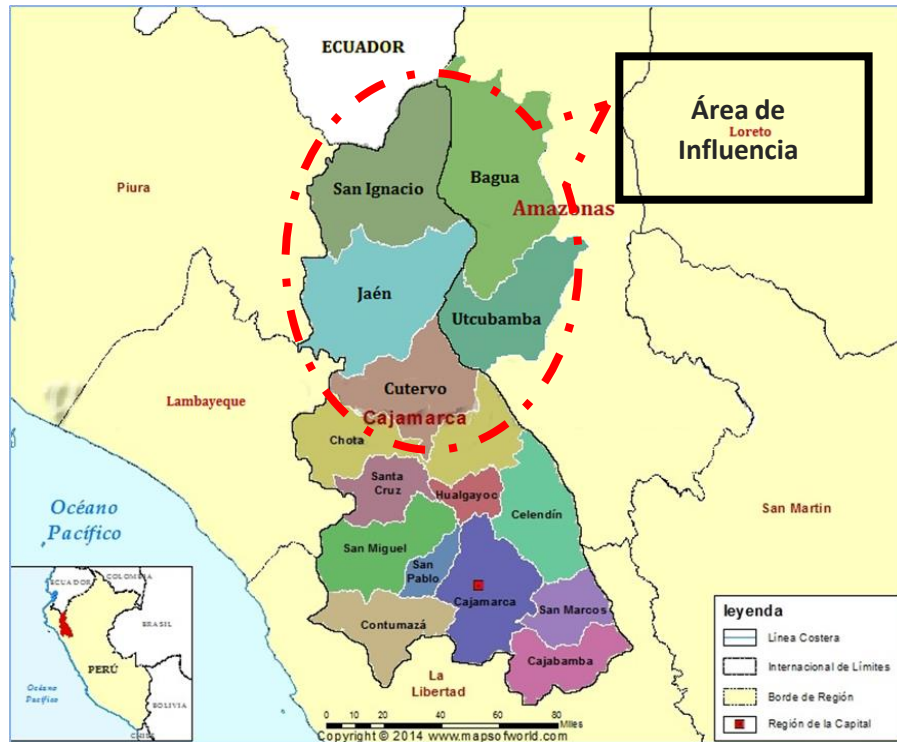 ECUADOR
Área de
Loreto
Influencia
Piura
San Ignacio
Bagua
Amazonas
Jaén
Utcubamba
Lambayeque
Cutervo
Cajamarca
Chota
Santa
Cruz
Hualgayoc
Celendín
Océano
Pacífico
San Martin
San Miguel
San
Pablo
Cajamarca
San Marcos
Contumazá
Cajabamba
La
Libertad
ECUADOR
COLOMBIA
BRASIL
PERÚ
Océano
Pacífico
BOLIVIA
leyenda
Línea Costera
Internacional de Límites
Borde de Región
Región de la Capital
0
20
40
60
80
Miles
Copyright © 2014 www.mapsofworld.com